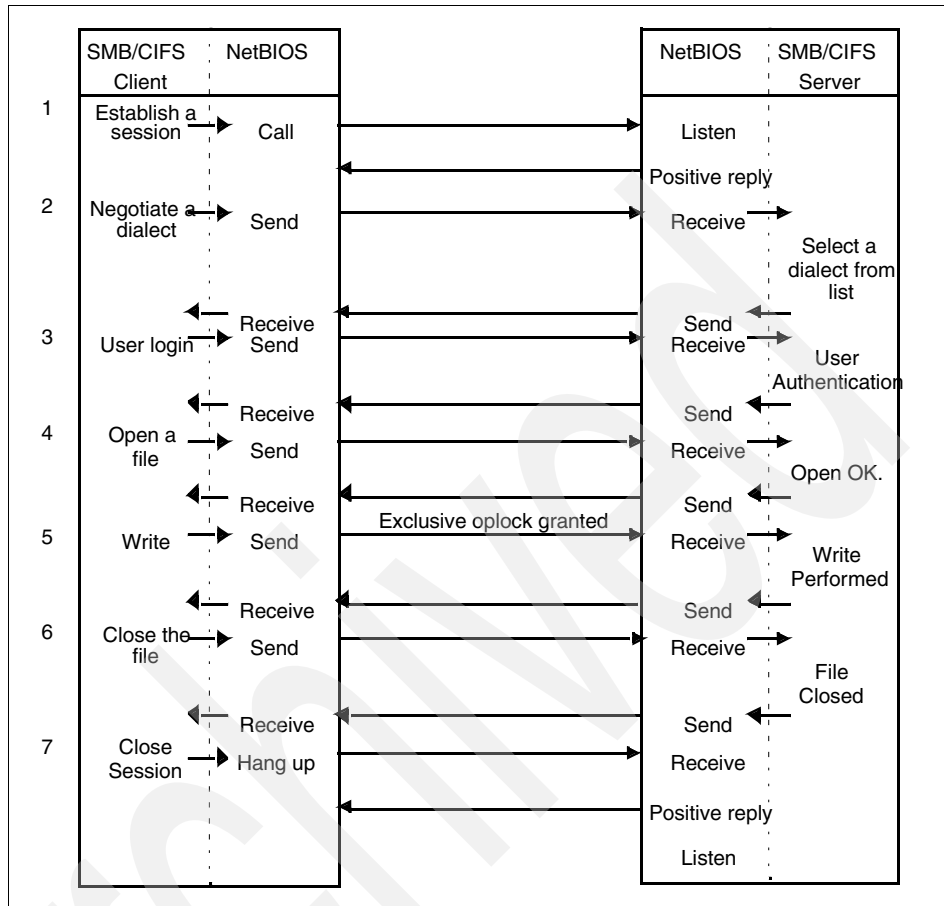 SMB/CIFS NetBIOS NetBIOS SMB/CIFS
Client Server
1
Establish a
session Call Listen
Positive reply
2 Negotiate a
dialect Send Receive
Select a
dialect from
list
Receive Send
3 User login Send Receive
User
Authentication
Receive Send
4 Open a
file Send Receive
Open OK.
Receive Send
Exclusive oplock granted
5 Write Send Receive
Write
Performed
Receive Send
6 Close the
file Send Receive
File
Closed
Receive Send
7 Close
Session Hang up Receive
Positive reply
Listen